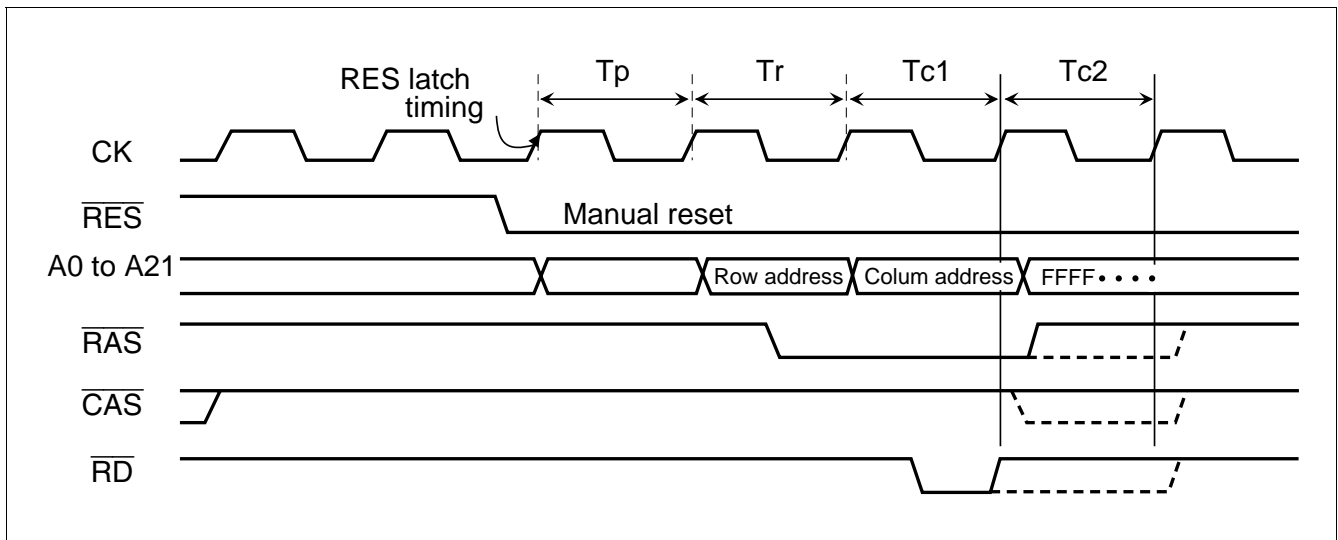 Tp Tr Tc1 Tc2
RES latch
timing
CK
RES
Manual reset
A0 to A21
Row address Colum address FFFF • • • •
RAS
CAS
RD